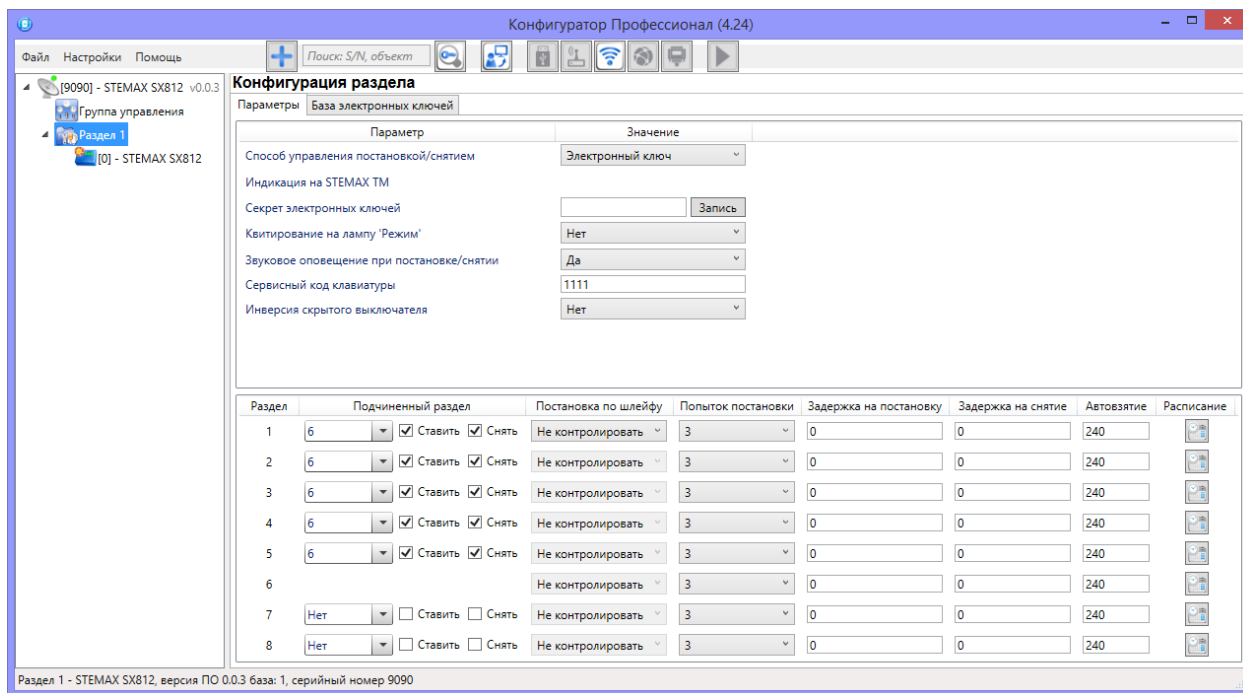 Конфигуратор Профессионал (4.24)
Файл Настройки Помощь Поиск: S/N, объект
[9090] - STEMAX SX812 v0.0.3
Группа управления
Раздел 1
[0] - STEMAX SX812
Конфигурация раздела
Параметры База электронных ключей
Параметр Значение
Способ управления постановкой/снятием Электронный ключ
Индикация на STEMAX TM
Секрет электронных ключей Запись
Квитирование на лампу 'Режим' Нет
Звуковое оповещение при постановке/снятии Да
Сервисный код клавиатуры 1111
Инверсия скрытого выключателя Нет
Раздел Подчиненный раздел Постановка по шлейфу Попыток постановки Задержка на постановку Задержка на снятие Автовзятие Расписание
1 6 Ставить Снять Не контролировать 3 0 0 240
2 6 Ставить Снять Не контролировать 3 0 0 240
3 6 Ставить Снять Не контролировать 3 0 0 240
4 6 Ставить Снять Не контролировать 3 0 0 240
5 6 Ставить Снять Не контролировать 3 0 0 240
6 Не контролировать 3 0 0 240
7 Нет Ставить Снять Не контролировать 3 0 0 240
8 Нет Ставить Снять Не контролировать 3 0 0 240
Раздел 1 - STEMAX SX812, версия ПО 0.0.3 база: 1, серийный номер 9090